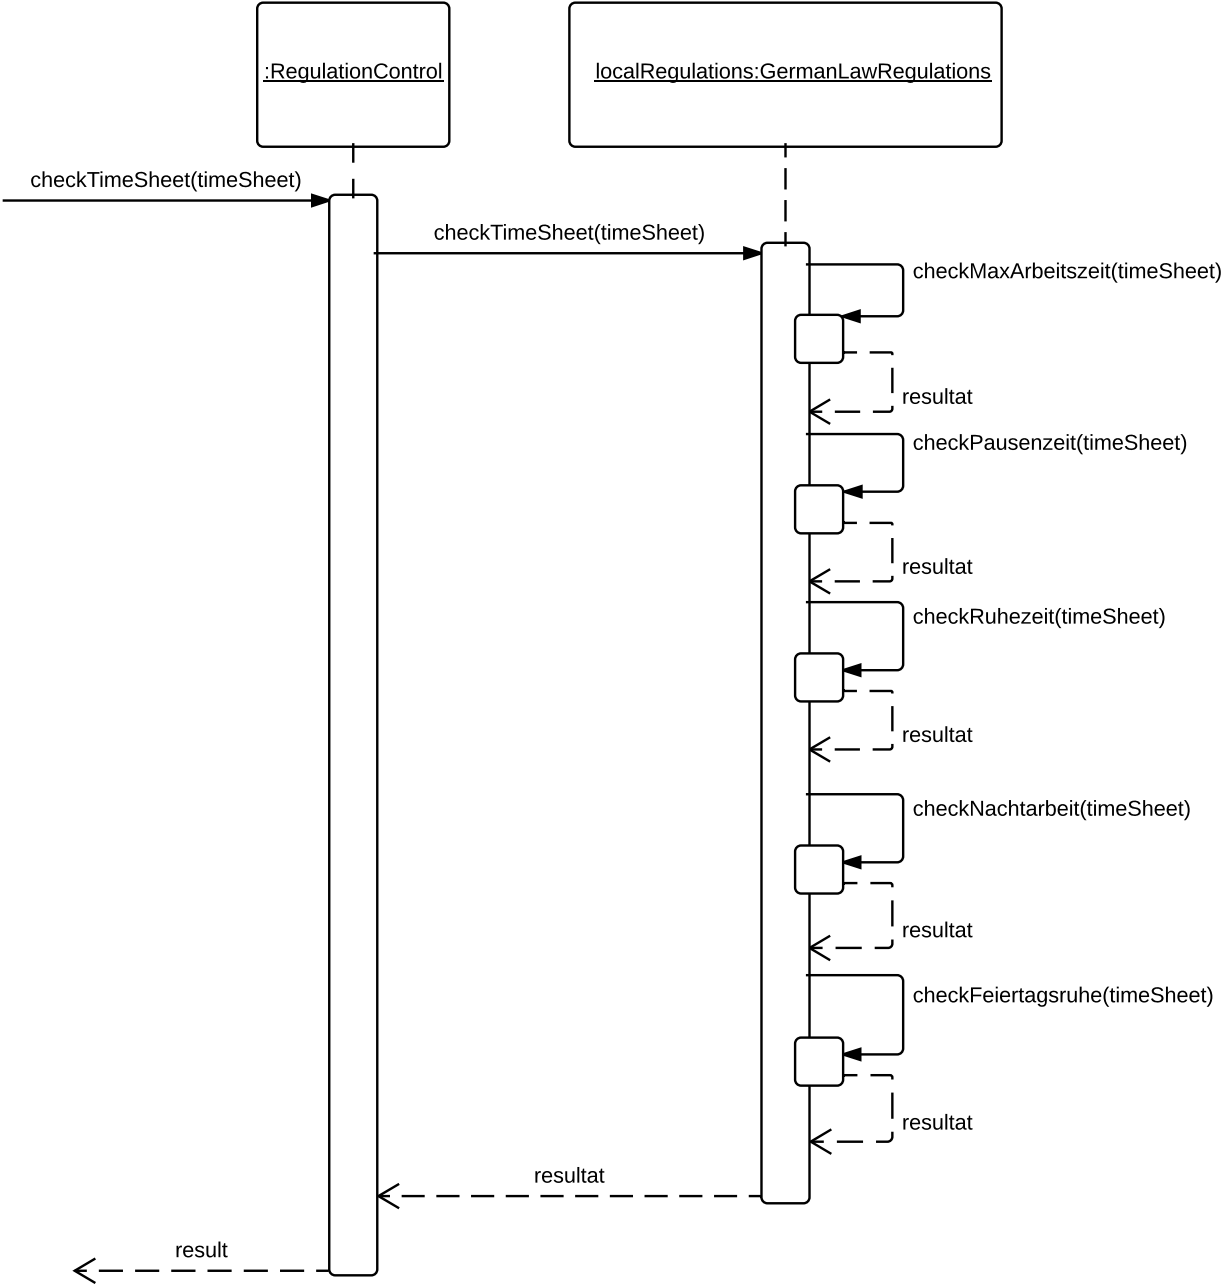 :RegulationControl
localRegulations:GermanLawRegulations
checkTimeSheet(timeSheet)
checkTimeSheet(timeSheet)
checkMaxArbeitszeit(timeSheet)
resultat
checkPausenzeit(timeSheet)
resultat
checkRuhezeit(timeSheet)
resultat
checkNachtarbeit(timeSheet)
resultat
checkFeiertagsruhe(timeSheet)
resultat
resultat
result